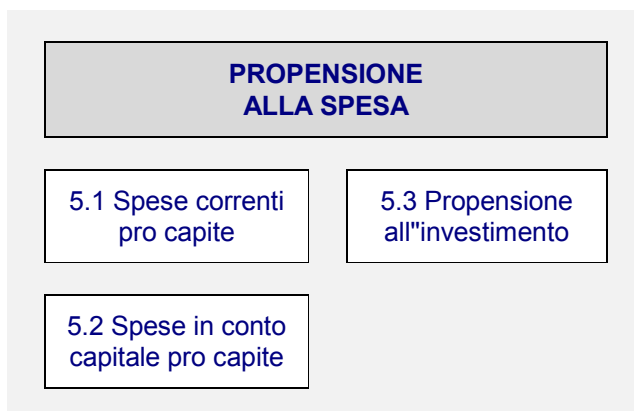 PROPENSIONE
ALLA SPESA
5.1 Spese correnti
pro capite
5.3 Propensione
all"investimento
5.2 Spese in conto
capitale pro capite